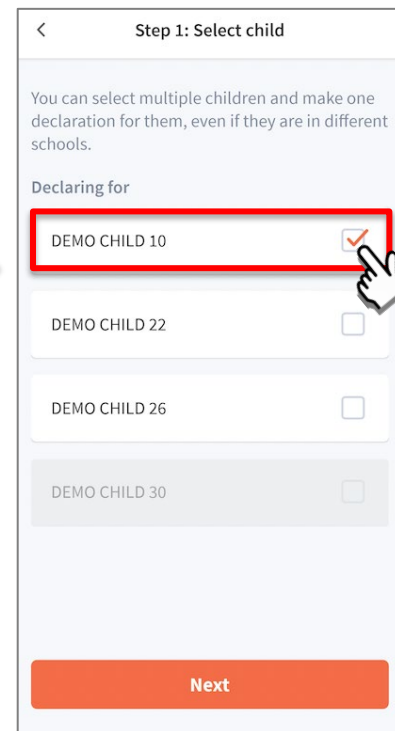 Step 1: Select child
You can select multiple children and make one
declaration for them, even if they are in different
schools.
Declaring for
DEMO CHILD 10
DEMO CHILD 22
DEMO CHILD 26
DEMO CHILD 30
Next